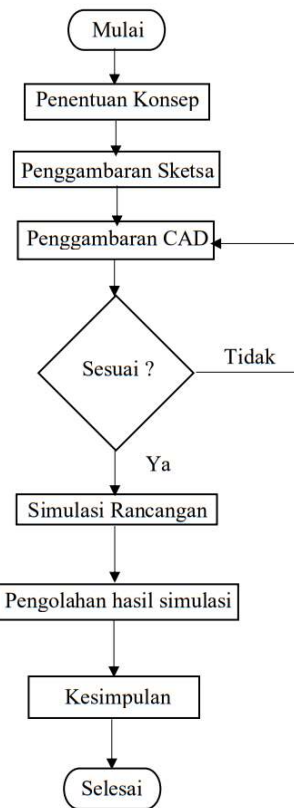 Mulai
Penentuan Konsep
Penggambaran Sketsa
Penggambaran CAD
Sesuai ?
Tidak
Ya
Simulasi Rancangan
Pengolahan hasil simulasi
Kesimpulan
Selesai